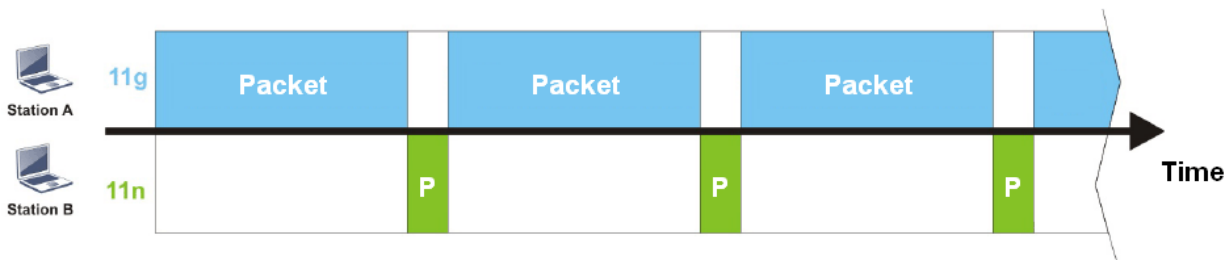 Station A
11g
Packet
Packet
Packet
Station B
11n
P
P
P
Time